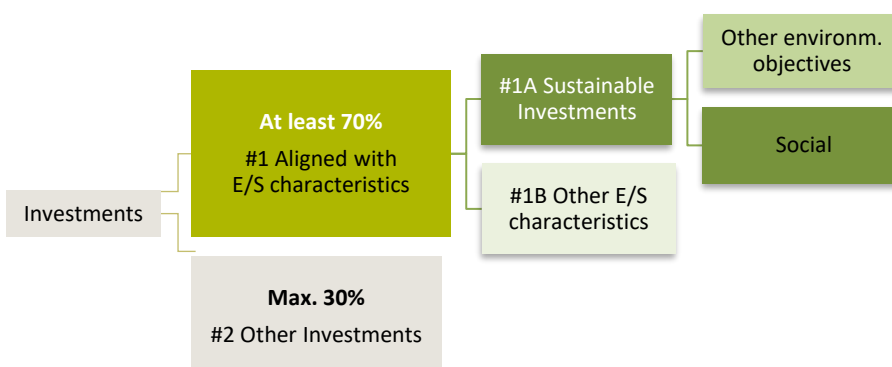 Investments
At least 70%
#1 Aligned with
E/S characteristics
Max. 30%
#2 Other Investments
#1A Sustainable
Investments
#1B Other E/S
characteristics
Other environm.
objectives
Social